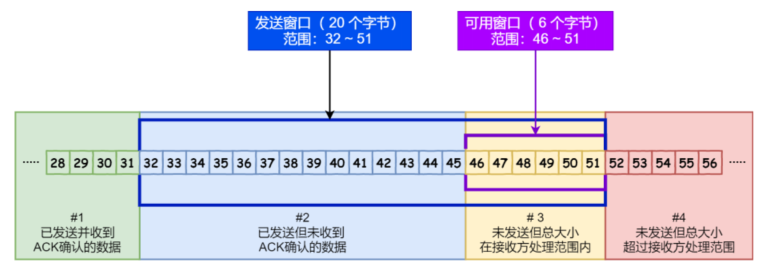 发送窗口（20 个字节）
范围：32 ~ 51
可用窗口（6 个字节）
范围：46 ~ 51
····· 28 29 30 31 32 33 34 35 36 37 38 39 40 41 42 43 44 45 46 47 48 49 50 51 52 53 54 55 56 ·····
#1
已发送并收到
ACK确认的数据
#2
已发送但未收到
ACK确认的数据
# 3
未发送但总大小
在接收方处理范围内
#4
未发送但总大小
超过接收方处理范围